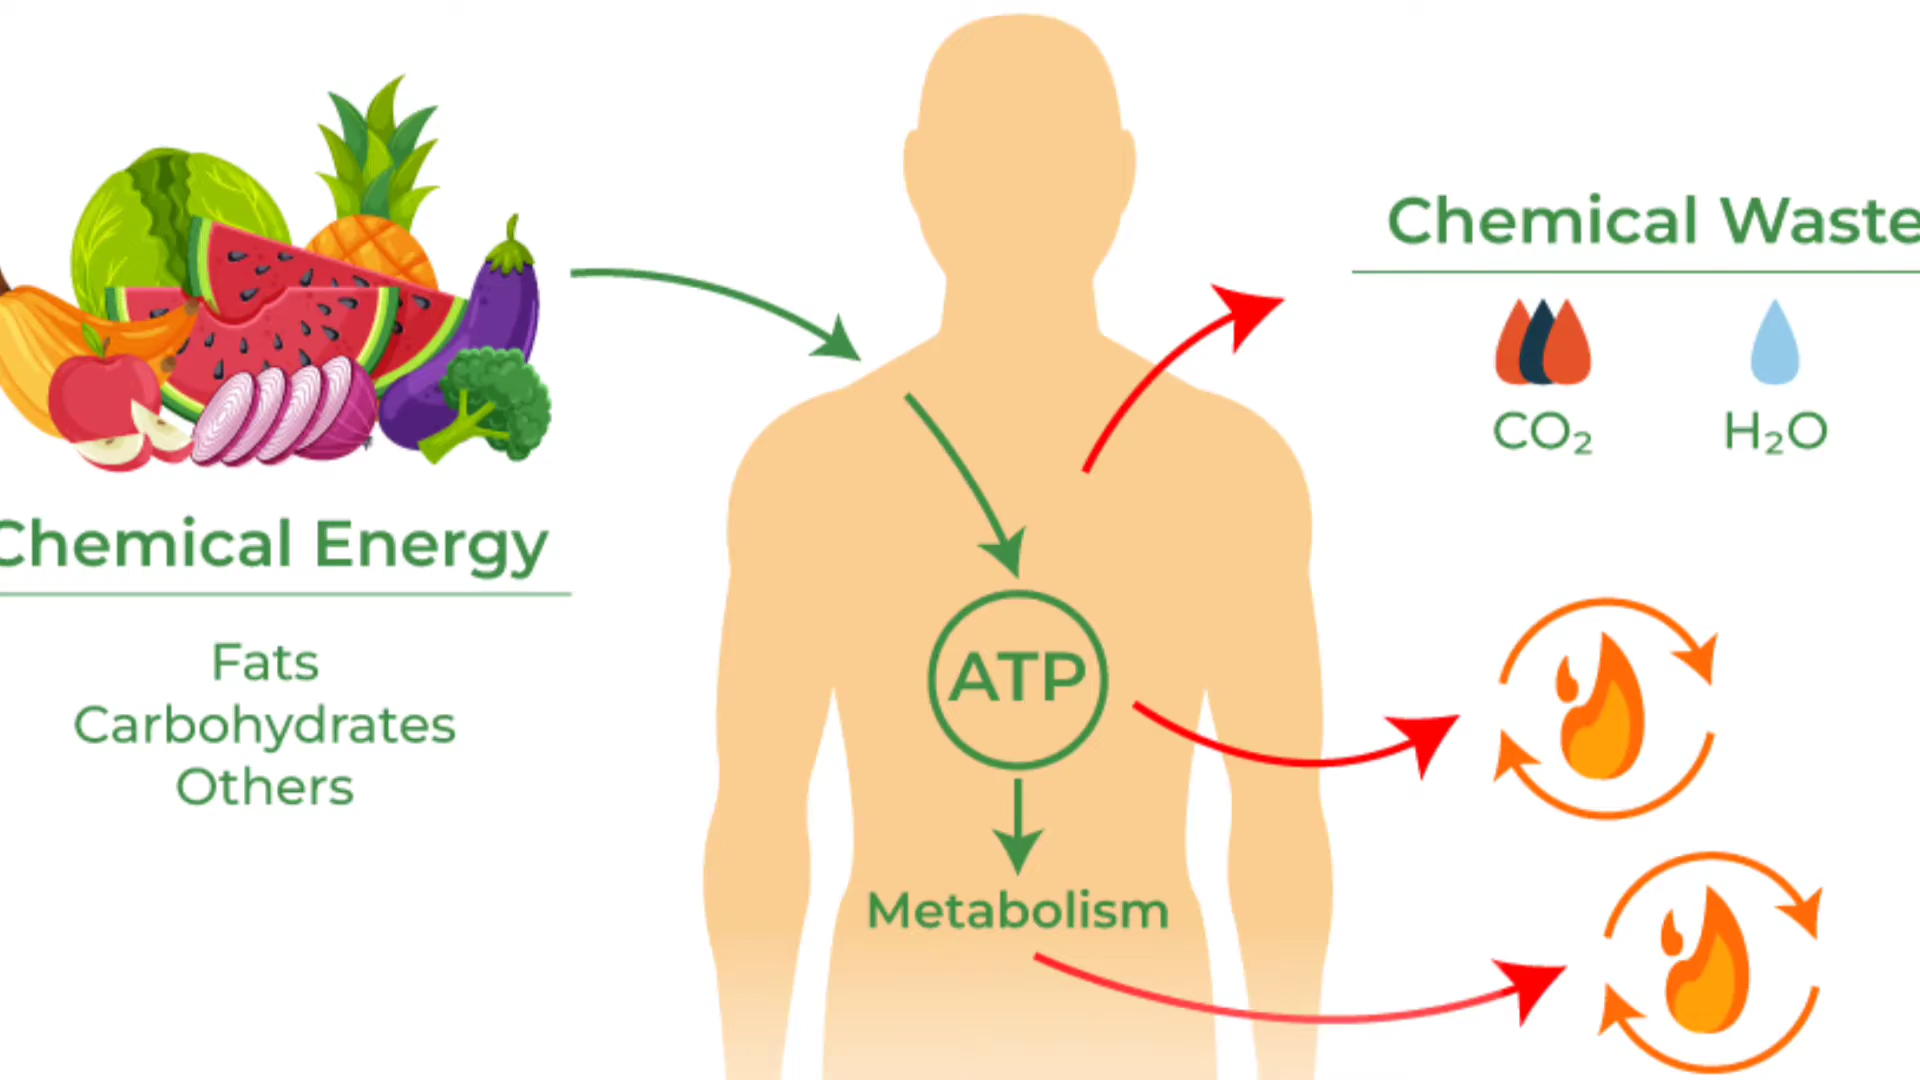 Chemical Energy
Fats
Carbohydrates
Others
ATP
Metabolism
Chemical Waste
CO₂
H₂O